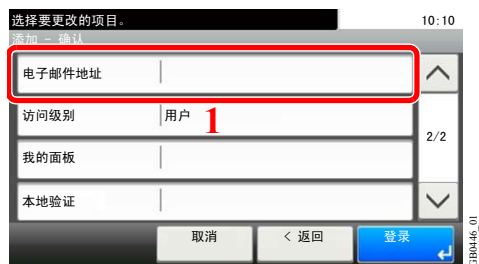 选择要更改的项目。 10:10
添加 - 确认
电子邮件地址
访问级别 用户 1
2/2
我的面板
本地验证
取消 < 返回 登录
GB0446_01